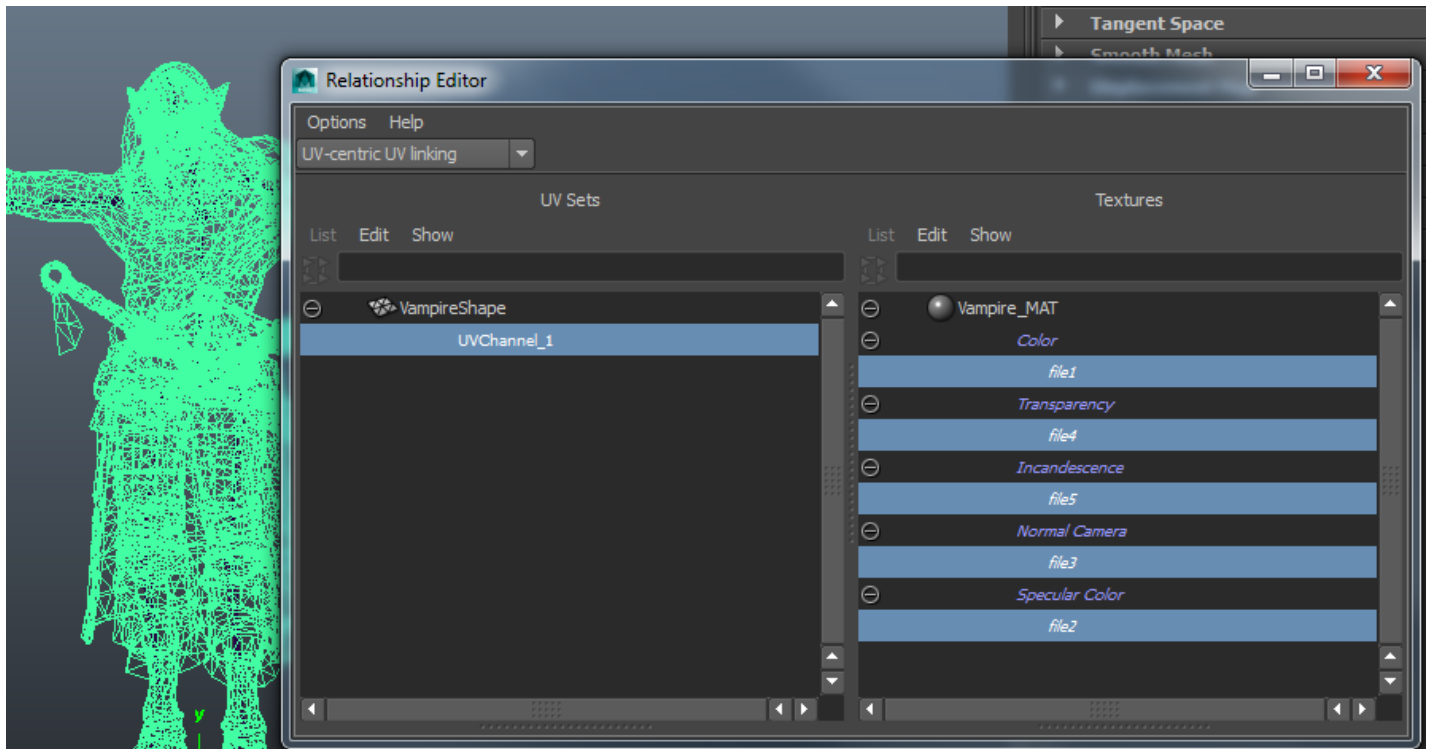 Tangent Space
Smooth Mesh
Relationship Editor
Options Help
UV-centric UV linking
UV Sets
Textures
List Edit Show
List Edit Show
VampireShape
UVChannel_1
Vampire_MAT
Color
file1
Transparency
file4
Incandescence
file5
Normal Camera
file3
Specular Color
file2
y